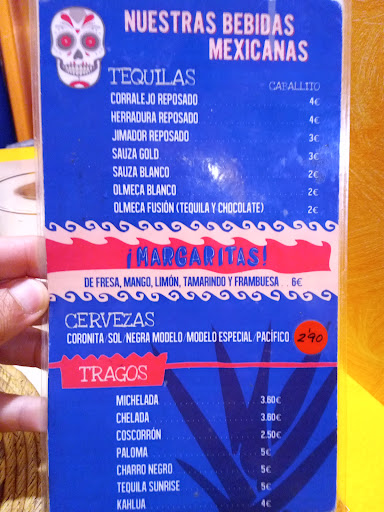 NUESTRAS BEBIDAS
MEXICANAS
TEQUILAS CABALLITO
CORRALEJO REPOSADO 4€
HERRADURA REPOSADO 4€
JIMADOR REPOSADO 3€
SAUZA GOLD 3€
SAUZA BLANCO 2€
OLMECA BLANCO 2€
OLMECA FUSIÓN (TEQUILA Y CHOCOLATE) 2€
¡MARGARITAS!
DE FRESA, MANGO, LIMÓN, TAMARINDO Y FRAMBUESA . . 6€
CERVEZAS
CORONITA/SOL/NEGRA MODELO/MODELO ESPECIAL/PACÍFICO 2'90
TRAGOS
MICHELADA 3.60€
CHELADA 3.60€
COSCORRÓN 2.50€
PALOMA 5€
CHARRO NEGRO 5€
TEQUILA SUNRISE 5€
KAHLUA 4€